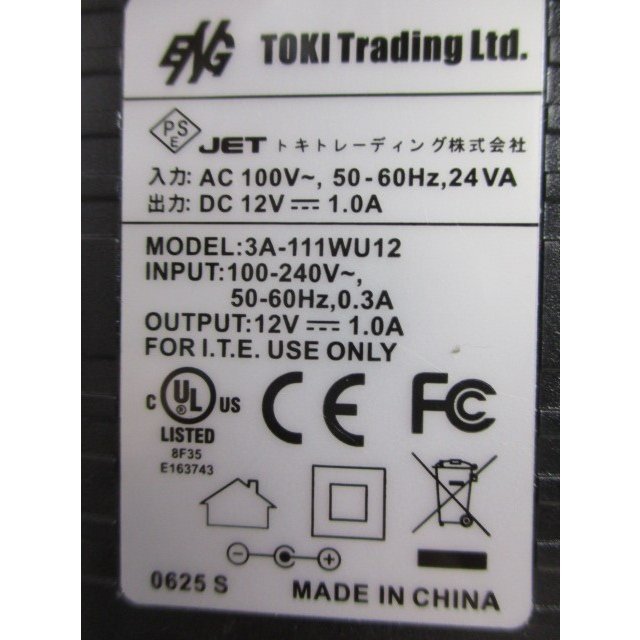 ENG TOKI Trading Ltd.
PSE JET トキトレーディング株式会社
入力: AC 100V~, 50-60Hz,24VA
出力: DC 12V⎓ 1.0A
MODEL:3A-111WU12
INPUT:100-240V~,
50-60Hz,0.3A
OUTPUT:12V⎓ 1.0A
FOR I.T.E. USE ONLY
C UL US CE FC
LISTED
8F35
E163743
0625 S MADE IN CHINA